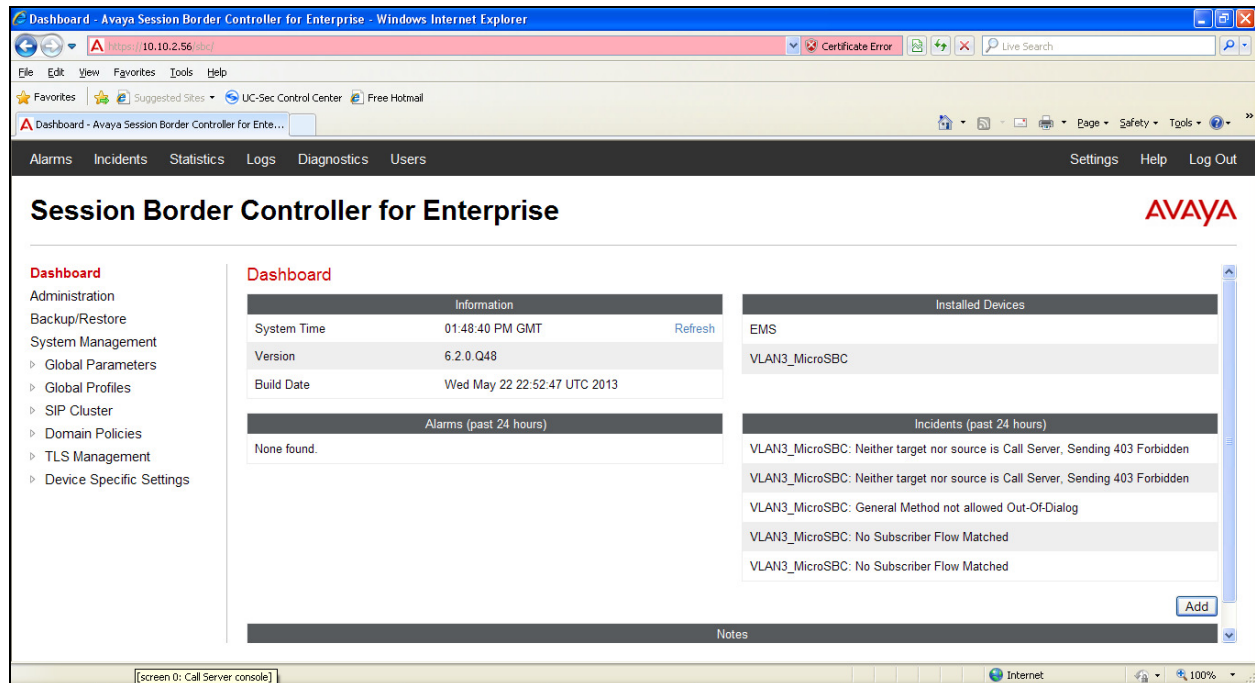 Dashboard - Avaya Session Border Controller for Enterprise - Windows Internet Explorer
https://10.10.2.56/sbc/
Certificate Error
Live Search
File Edit View Favorites Tools Help
Favorites Suggested Sites UC-Sec Control Center Free Hotmail
Dashboard - Avaya Session Border Controller for Ente...
Page Safety Tools »
Alarms Incidents Statistics Logs Diagnostics Users Settings Help Log Out
Session Border Controller for Enterprise
AVAYA
Dashboard
Administration
Backup/Restore
System Management
Global Parameters
Global Profiles
SIP Cluster
Domain Policies
TLS Management
Device Specific Settings
Dashboard
Information
System Time 01:48:40 PM GMT Refresh
Version 6.2.0.Q48
Build Date Wed May 22 22:52:47 UTC 2013
Installed Devices
EMS
VLAN3_MicroSBC
Alarms (past 24 hours)
None found.
Incidents (past 24 hours)
VLAN3_MicroSBC: Neither target nor source is Call Server, Sending 403 Forbidden
VLAN3_MicroSBC: Neither target nor source is Call Server, Sending 403 Forbidden
VLAN3_MicroSBC: General Method not allowed Out-Of-Dialog
VLAN3_MicroSBC: No Subscriber Flow Matched
VLAN3_MicroSBC: No Subscriber Flow Matched
Add
Notes
[screen 0: Call Server console]
Internet
100%